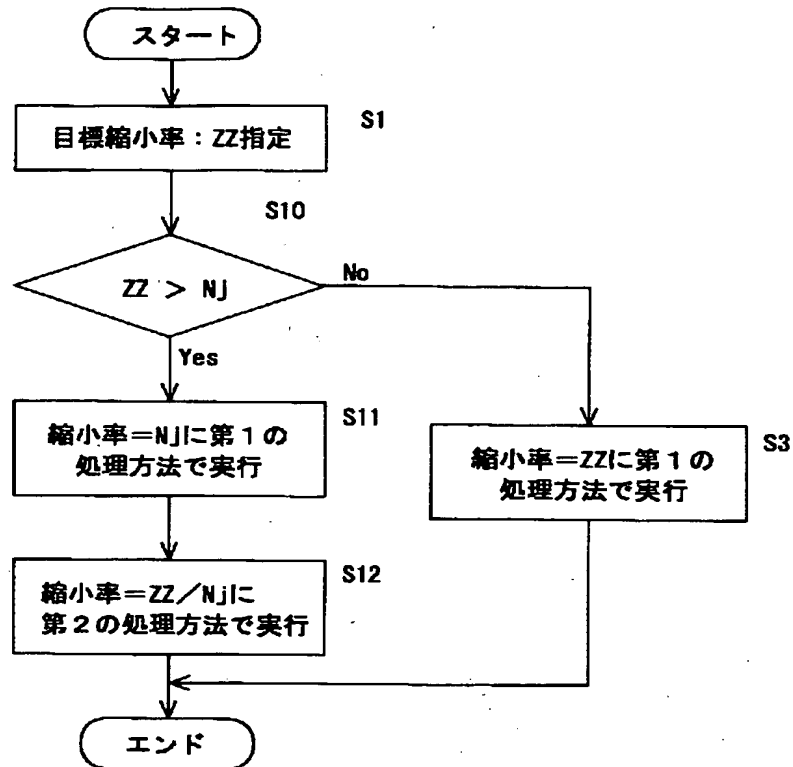 スタート
目標縮小率：ZZ指定
S1
S10
ZZ ＞ Nj
No
Yes
縮小率＝Njに第１の
処理方法で実行
S11
縮小率＝ZZに第１の
処理方法で実行
S3
縮小率＝ZZ／Njに
第２の処理方法で実行
S12
エンド